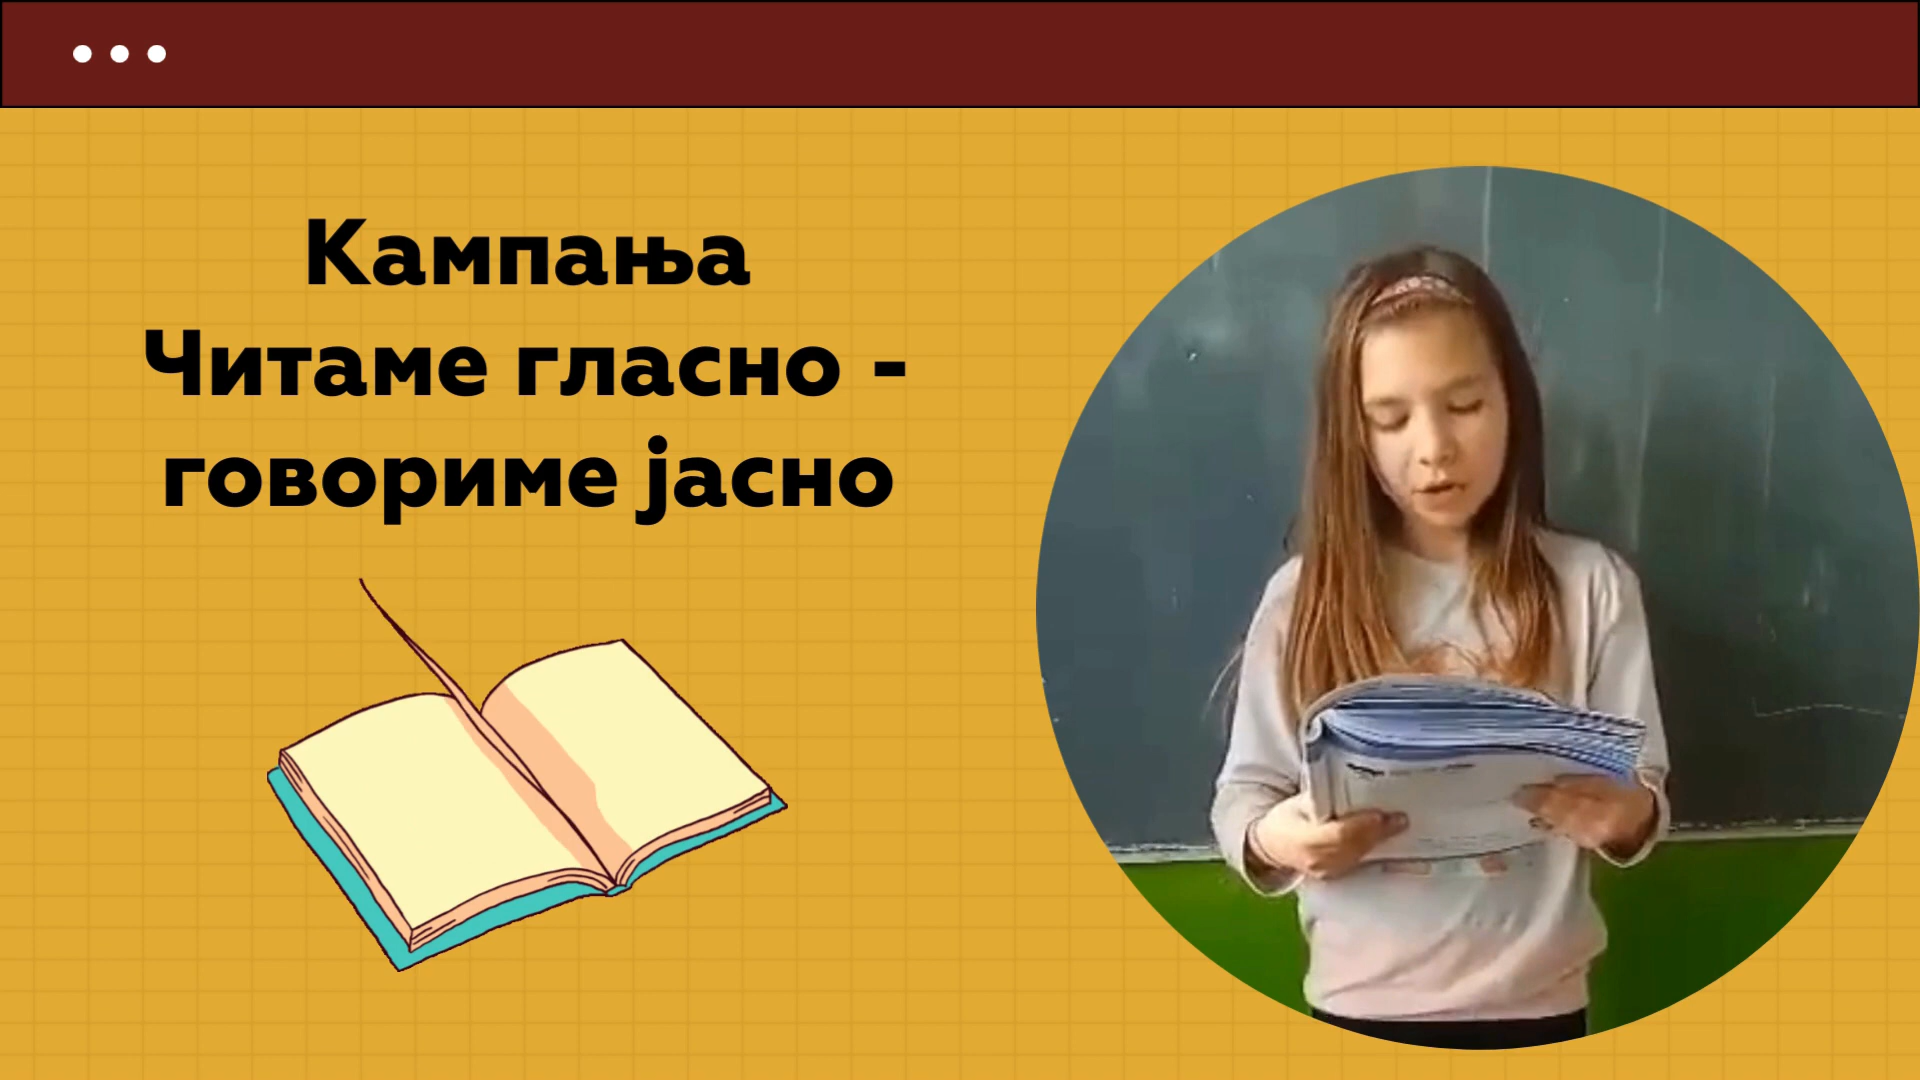 Кампања
Читаме гласно -
говориме јасно